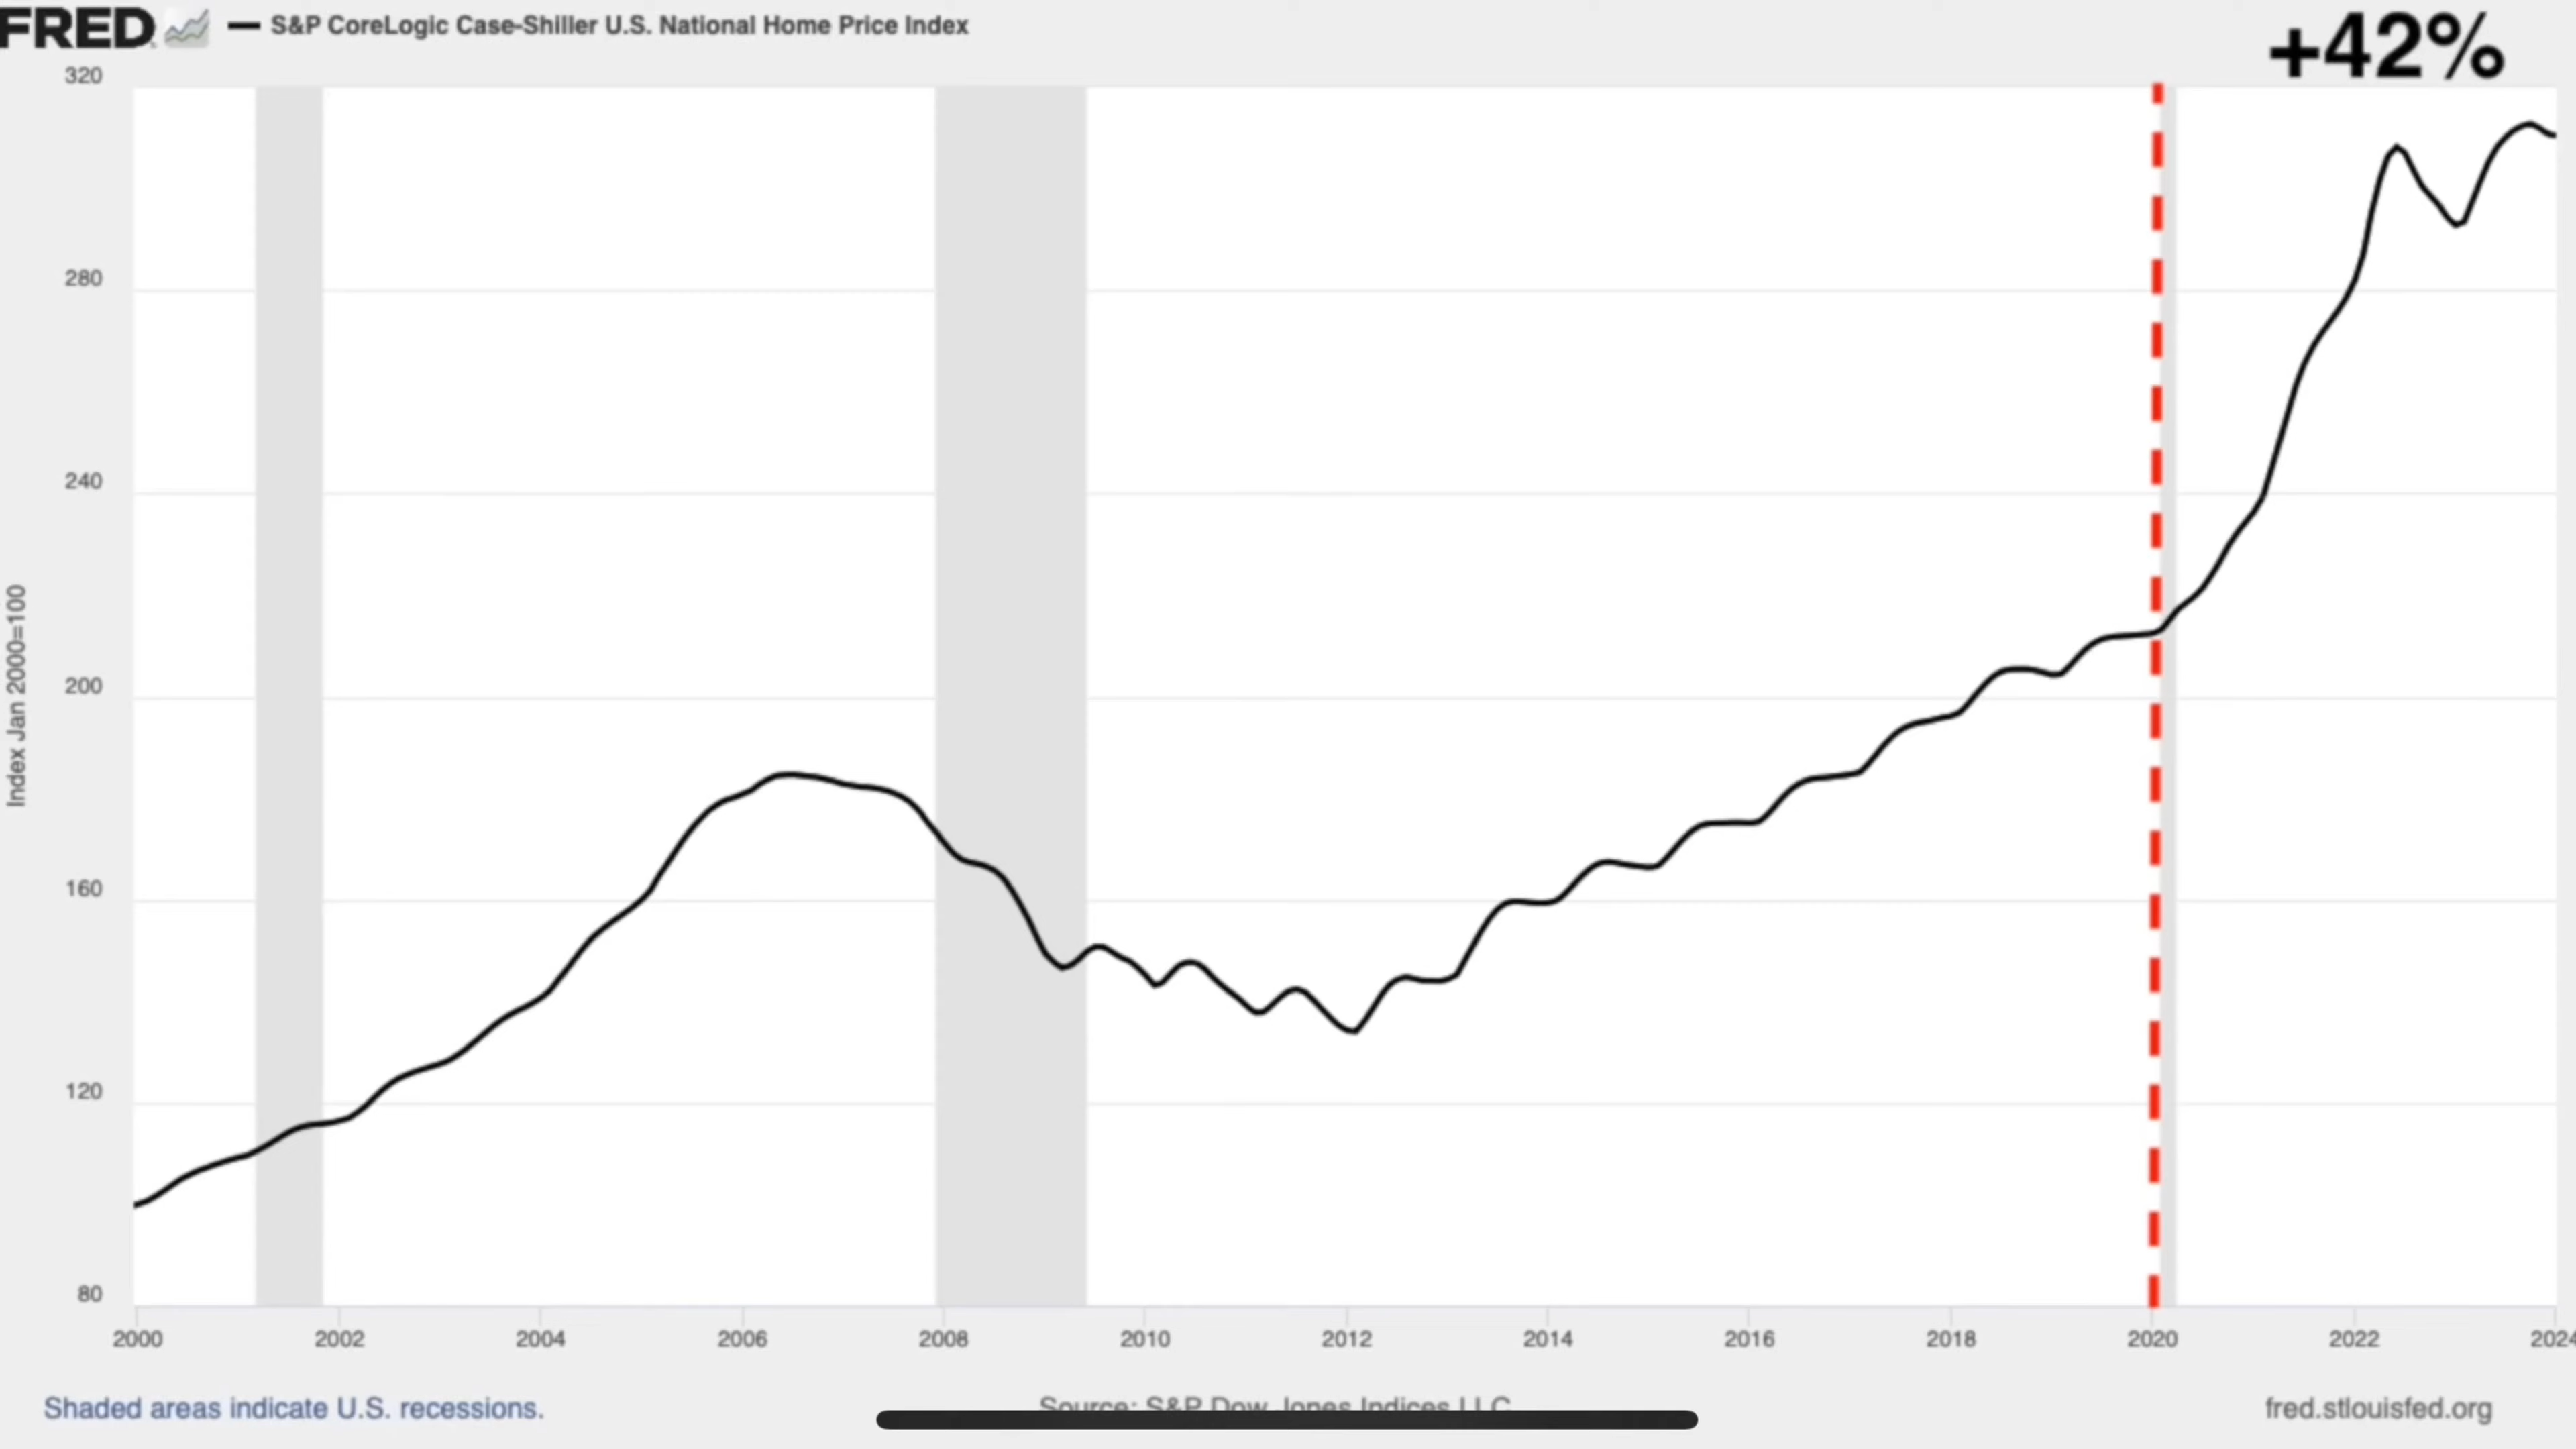 FRED — S&P CoreLogic Case-Shiller U.S. National Home Price Index
+42%
320
280
240
200
160
120
80
Index Jan 2000=100
2000 2002 2004 2006 2008 2010 2012 2014 2016 2018 2020 2022 2024
Shaded areas indicate U.S. recessions.
Source: S&P Dow Jones Indices LLC
fred.stlouisfed.org